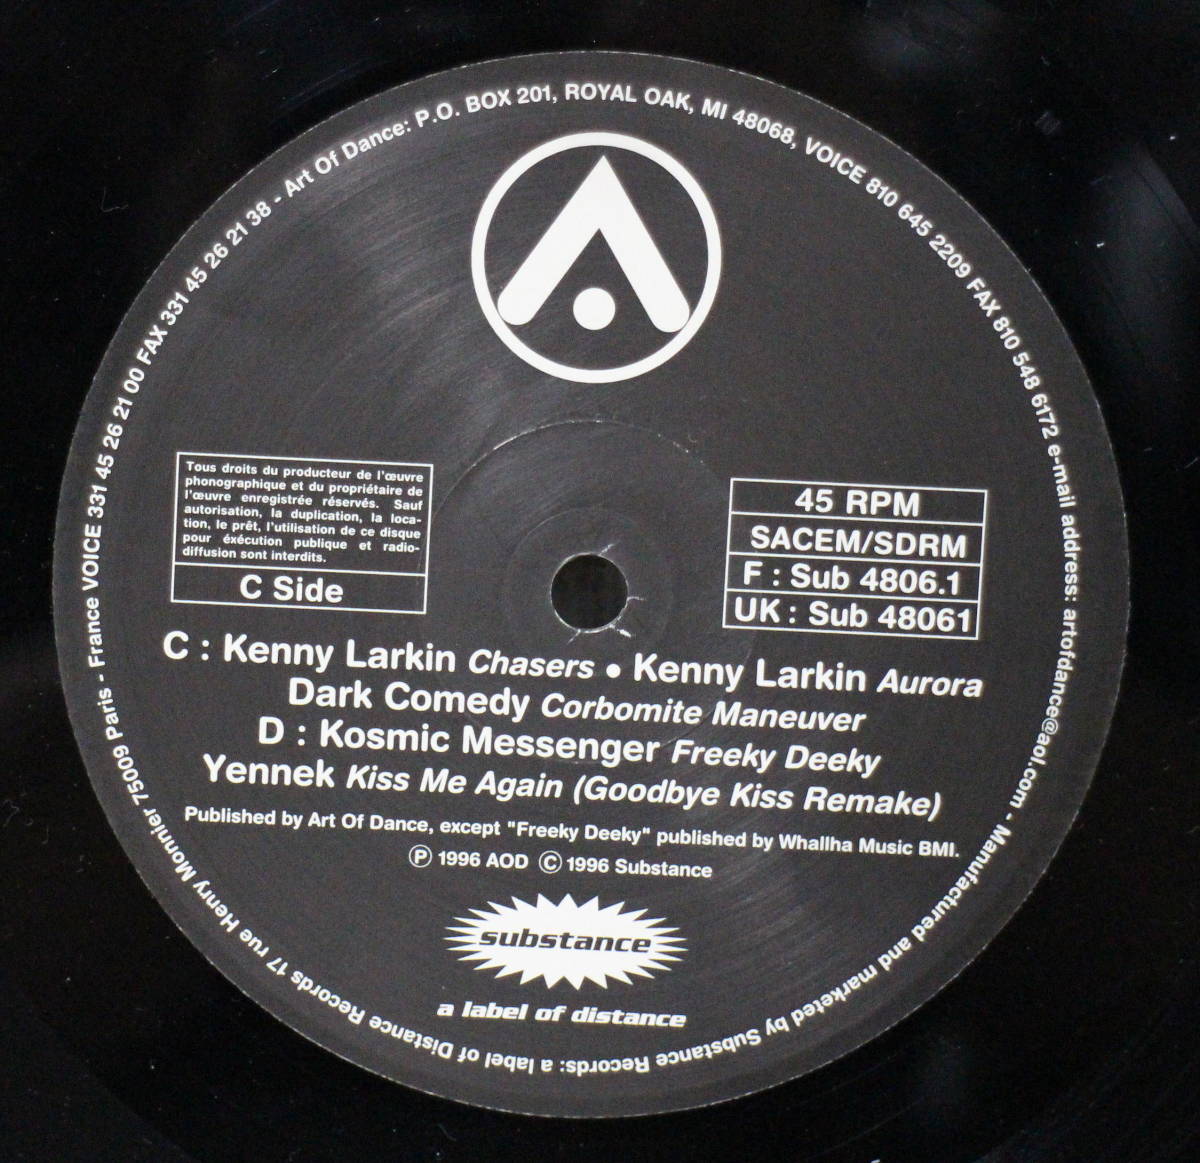 Art Of Dance: P.O. BOX 201, ROYAL OAK, MI 48068, VOICE 810 645 2209 FAX 810 548 6172 e-mail address: artofdance@aol.com - Manufactured and marketed by Substance Records: a label of Distance Records 17 rue Henry Monnier 75009 Paris - France VOICE 331 45 26 21 00 FAX 331 45 26 21 38 -
Tous droits du producteur de l'œuvre
phonographique et du propriétaire de
l'œuvre enregistrée réservés. Sauf
autorisation, la duplication, la loca-
tion, le prêt, l'utilisation de ce disque
pour éxécution publique et radio-
diffusion sont interdits.
C Side
45 RPM
SACEM/SDRM
F : Sub 4806.1
UK : Sub 48061
C : Kenny Larkin Chasers • Kenny Larkin Aurora
Dark Comedy Corbomite Maneuver
D : Kosmic Messenger Freeky Deeky
Yennek Kiss Me Again (Goodbye Kiss Remake)
Published by Art Of Dance, except "Freeky Deeky" published by Whallha Music BMI.
Ⓟ 1996 AOD © 1996 Substance
substance
a label of distance